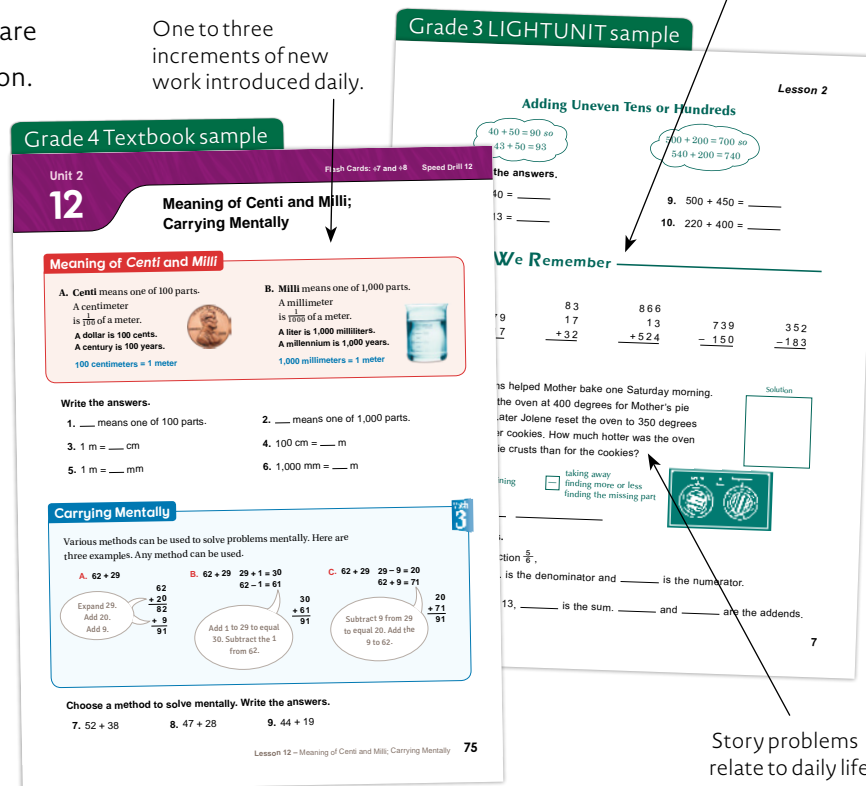 are
on.
One to three
increments of new
work introduced daily.
Grade 4 Textbook sample
Unit 2
12
Flash Cards: ÷7 and ÷8 Speed Drill 12
Meaning of Centi and Milli;
Carrying Mentally
Meaning of Centi and Milli
A. Centi means one of 100 parts.
A centimeter
is 1/100 of a meter.
A dollar is 100 cents.
A century is 100 years.
100 centimeters = 1 meter
B. Milli means one of 1,000 parts.
A millimeter
is 1/1000 of a meter.
A liter is 1,000 milliliters.
A millennium is 1,000 years.
1,000 millimeters = 1 meter
Write the answers.
1. ___ means one of 100 parts.
2. ___ means one of 1,000 parts.
3. 1 m = ___ cm
4. 100 cm = ___ m
5. 1 m = ___ mm
6. 1,000 mm = ___ m
Carrying Mentally
3
Various methods can be used to solve problems mentally. Here are
three examples. Any method can be used.
A. 62 + 29
Expand 29.
Add 20.
Add 9.
62
+ 20
82
+ 9
91
B. 62 + 29 29 + 1 = 30
62 – 1 = 61
Add 1 to 29 to equal
30. Subtract the 1
from 62.
30
+ 61
91
C. 62 + 29 29 – 9 = 20
62 + 9 = 71
Subtract 9 from 29
to equal 20. Add the
9 to 62.
20
+ 71
91
Choose a method to solve mentally. Write the answers.
7. 52 + 38 8. 47 + 28 9. 44 + 19
Lesson 12 – Meaning of Centi and Milli; Carrying Mentally 75
Grade 3 LIGHTUNIT sample
Lesson 2
Adding Uneven Tens or Hundreds
40 + 50 = 90 so
43 + 50 = 93
500 + 200 = 700 so
540 + 200 = 740
the answers.
40 = ____
13 = ____
9. 500 + 450 = ____
10. 220 + 400 = ____
We Remember
79
7
83
17
+32
866
13
+524
739
– 150
352
–183
ns helped Mother bake one Saturday morning.
the oven at 400 degrees for Mother's pie
Later Jolene reset the oven to 350 degrees
er cookies. How much hotter was the oven
ie crusts than for the cookies?
Solution
ning
–
taking away
finding more or less
finding the missing part
s.
ction 5/6,
. is the denominator and ____ is the numerator.
13, ____ is the sum. ____ and ____ are the addends.
7
Story problems
relate to daily life